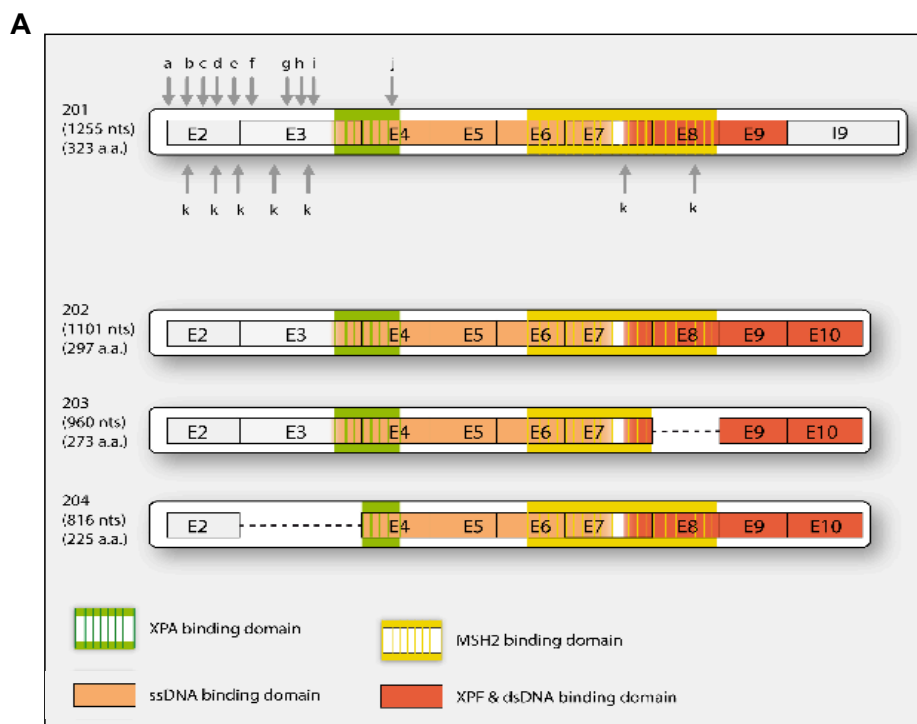 A
a b c d e f g h i j
201
(1255 nts)
(323 a.a.)
E2 E3 E4 E5 E6 E7 E8 E9 I9
k k k k k k k
202
(1101 nts)
(297 a.a.)
E2 E3 E4 E5 E6 E7 E8 E9 E10
203
(960 nts)
(273 a.a.)
E2 E3 E4 E5 E6 E7 E9 E10
204
(816 nts)
(225 a.a.)
E2 E4 E5 E6 E7 E8 E9 E10
XPA binding domain
MSH2 binding domain
ssDNA binding domain
XPF & dsDNA binding domain